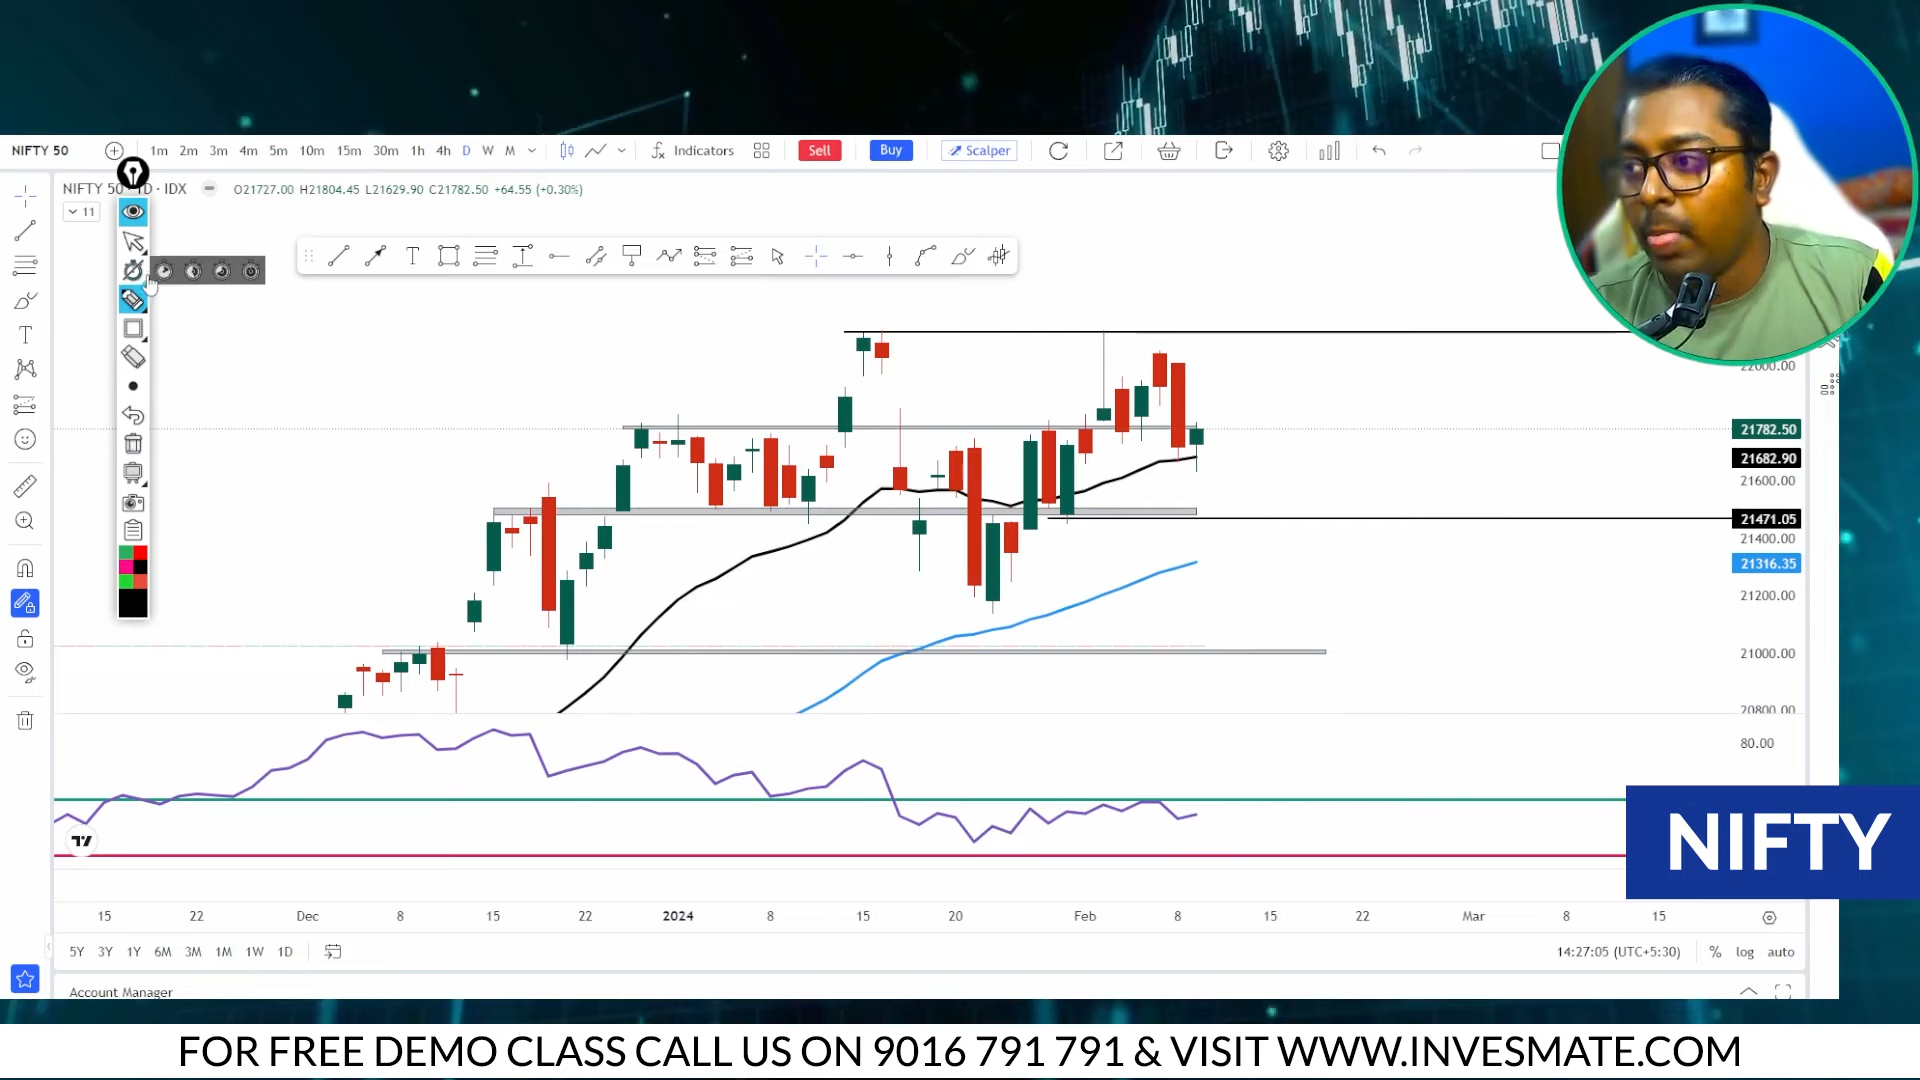 NIFTY 50 1m 2m 3m 4m 5m 10m 15m 30m 1h 4h D W M Indicators Sell Buy Scalper
NIFTY 50 · 1D · IDX O21727.00 H21804.45 L21629.90 C21782.50 +64.55 (+0.30%)
11
T
T
22000.00
21782.50
21682.90
21600.00
21471.05
21400.00
21316.35
21200.00
21000.00
20800.00
80.00
NIFTY
15 22 Dec 8 15 22 2024 8 15 20 Feb 8 15 22 Mar 8 15
5Y 3Y 1Y 6M 3M 1M 1W 1D 14:27:05 (UTC+5:30) % log auto
Account Manager
FOR FREE DEMO CLASS CALL US ON 9016 791 791 & VISIT WWW.INVESMATE.COM